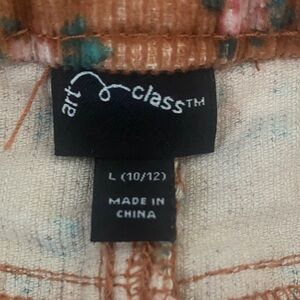 art class™
L (10/12)
MADE IN
CHINA